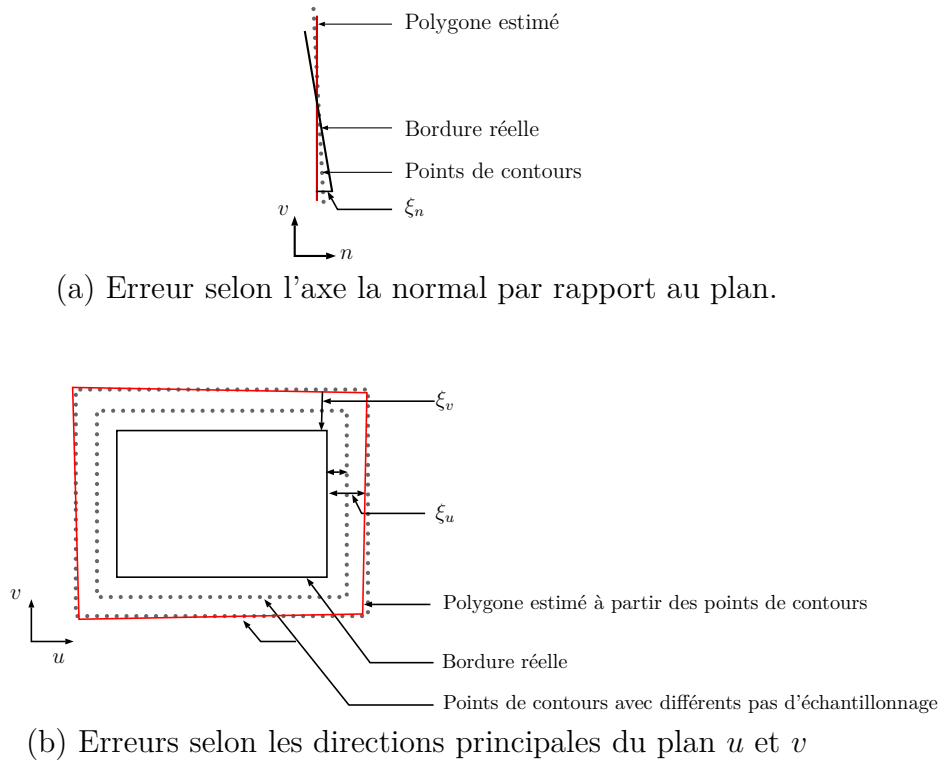 Polygone estimé
Bordure réelle
Points de contours
ξₙ
v
n
(a) Erreur selon l'axe la normal par rapport au plan.
ξᵥ
ξᵤ
v
Polygone estimé à partir des points de contours
u
Bordure réelle
Points de contours avec différents pas d'échantillonnage
(b) Erreurs selon les directions principales du plan u et v